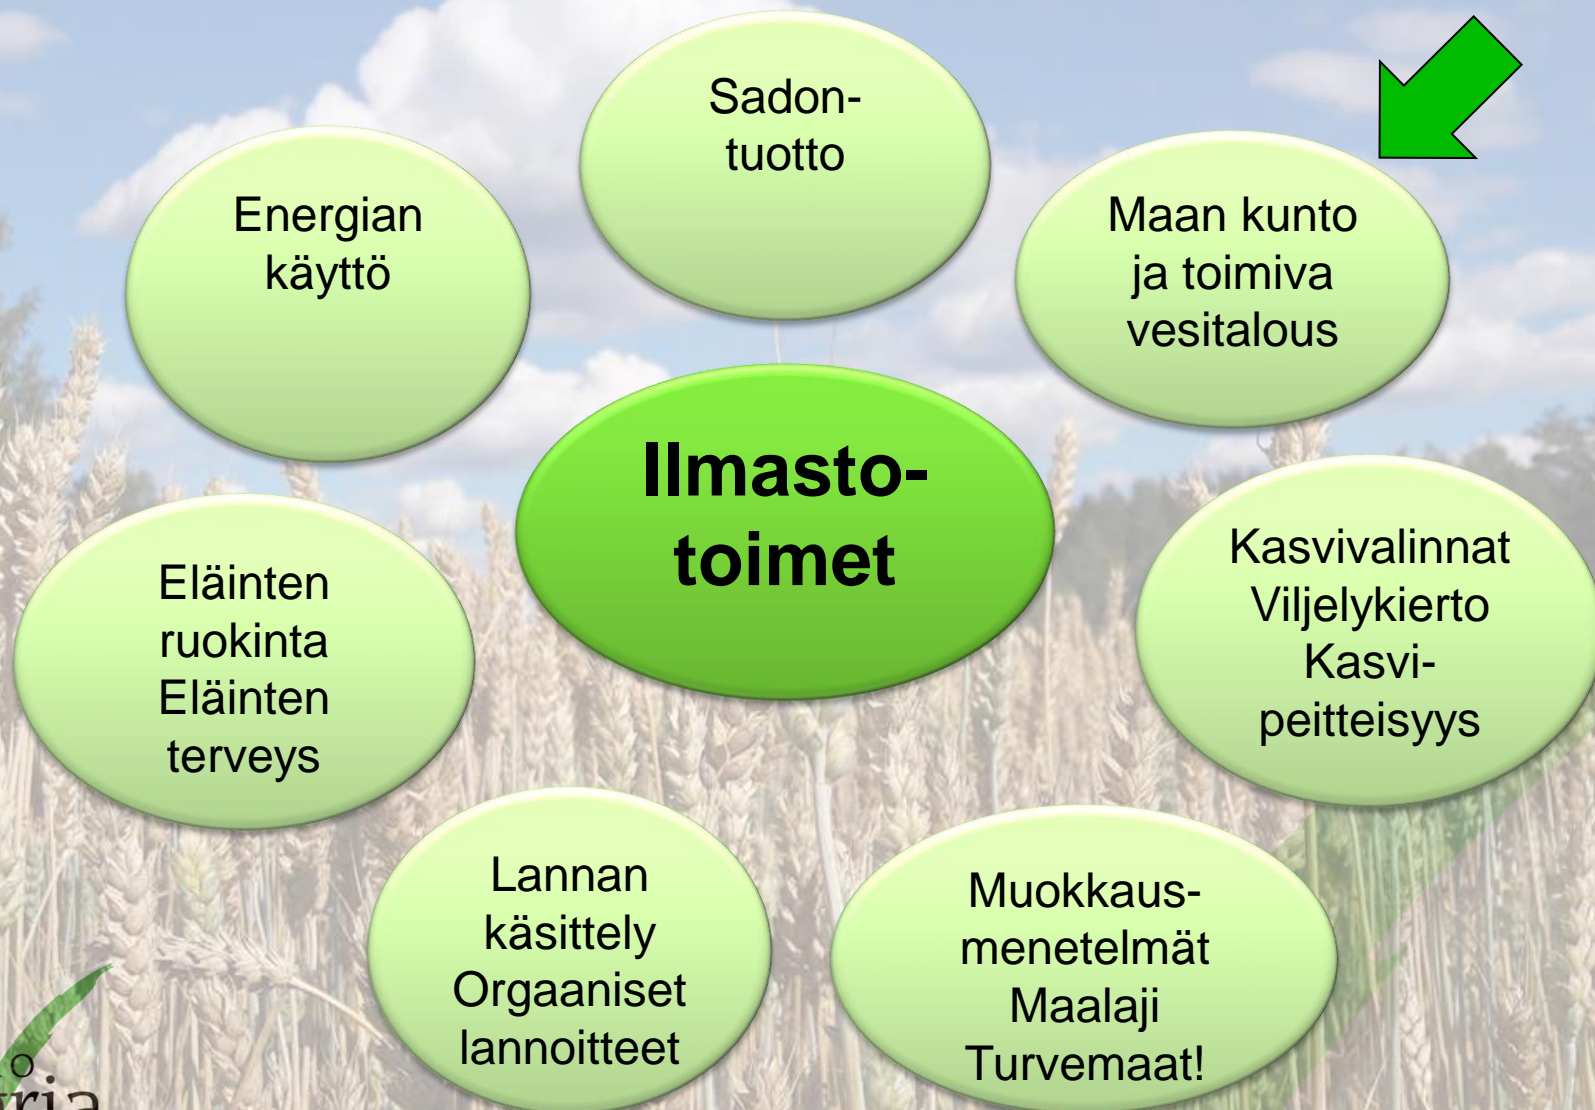 Sadon-
tuotto
Energian
käyttö
Maan kunto
ja toimiva
vesitalous
Ilmasto-
toimet
Kasvivalinnat
Viljelykierto
Kasvi-
peitteisyys
Eläinten
ruokinta
Eläinten
terveys
Lannan
käsittely
Orgaaniset
lannoitteet
Muokkaus-
menetelmät
Maalaji
Turvemaat!